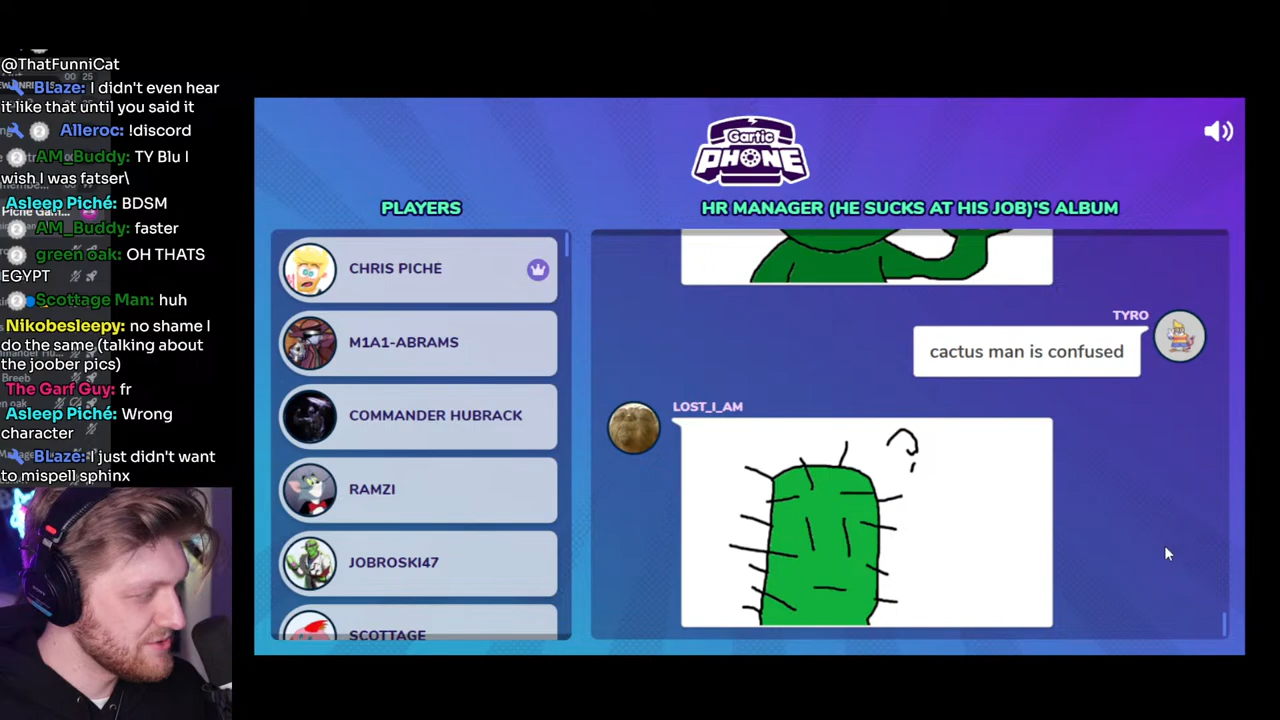 @ThatFunniCat
BLaze: I didn't even hear
it like that until you said it
Alleroc: !discord
AM_Buddy: TY Blu I
wish I was fatser\
Asleep Piché: BDSM
AM_Buddy: faster
green oak: OH THATS
EGYPT
Scottage Man: huh
Nikobesleepy: no shame I
do the same (talking about
the joober pics)
The Garf Guy: fr
Asleep Piché: Wrong
character
BLaze: I just didn't want
to mispell sphinx
Gartic
PHONE
PLAYERS
CHRIS PICHE
M1A1-ABRAMS
COMMANDER HUBRACK
RAMZI
JOBROSKI47
SCOTTAGE
HR MANAGER (HE SUCKS AT HIS JOB)'S ALBUM
TYRO
cactus man is confused
LOST_I_AM
?